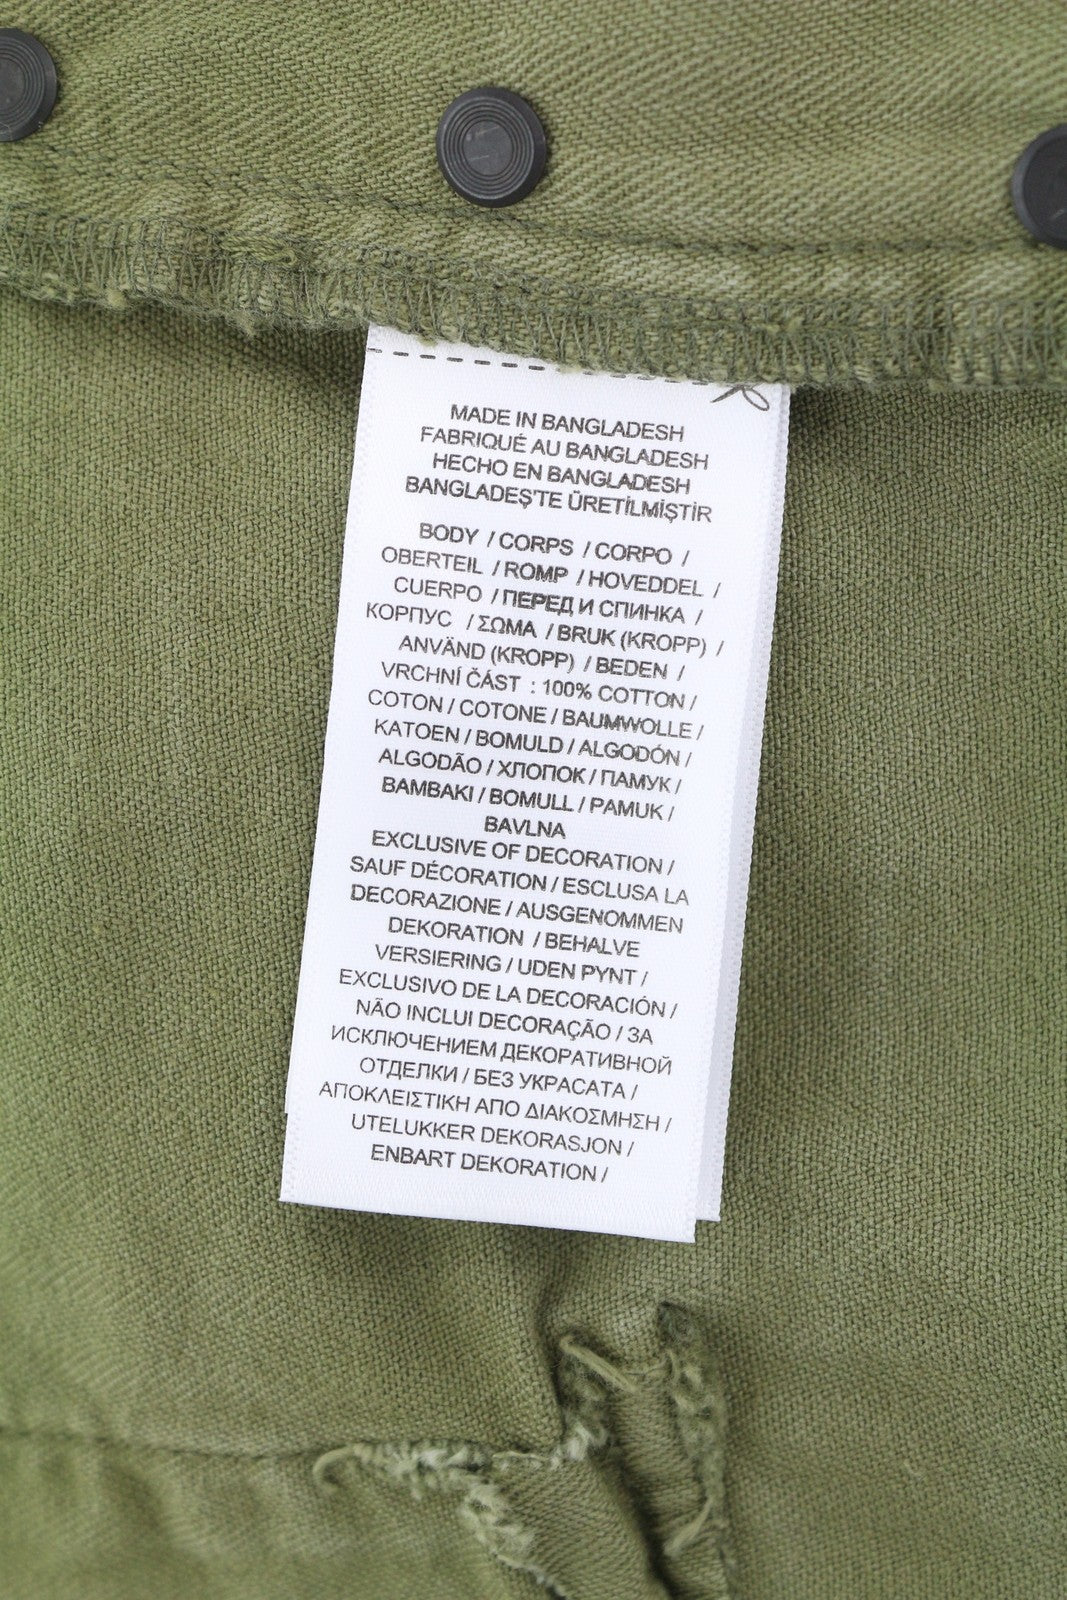 MADE IN BANGLADESH
FABRIQUÉ AU BANGLADESH
HECHO EN BANGLADESH
BANGLADEŞ'TE ÜRETİLMİŞTİR
BODY / CORPS / CORPO /
OBERTEIL / ROMP / HOVEDDEL /
CUERPO / ПЕРЕД И СПИНКА /
КОРПУС / ΣΩΜΑ / BRUK (KROPP) /
ANVÄND (KROPP) / BEDEN /
VRCHNÍ ČÁST : 100% COTTON /
COTON / COTONE / BAUMWOLLE /
KATOEN / BOMULD / ALGODÓN /
ALGODÃO / ХЛОПОК / ПАМУК /
BAMBAKI / BOMULL / PAMUK /
BAVLNA
EXCLUSIVE OF DECORATION /
SAUF DÉCORATION / ESCLUSA LA
DECORAZIONE / AUSGENOMMEN
DEKORATION / BEHALVE
VERSIERING / UDEN PYNT /
EXCLUSIVO DE LA DECORACIÓN /
NÃO INCLUI DECORAÇÃO / ЗА
ИСКЛЮЧЕНИЕМ ДЕКОРАТИВНОЙ
ОТДЕЛКИ / БЕЗ УКРАСАТА /
ΑΠΟΚΛΕΙΣΤΙΚΗ ΑΠΟ ΔΙΑΚΟΣΜΗΣΗ /
UTELUKKER DEKORASJON /
ENBART DEKORATION /